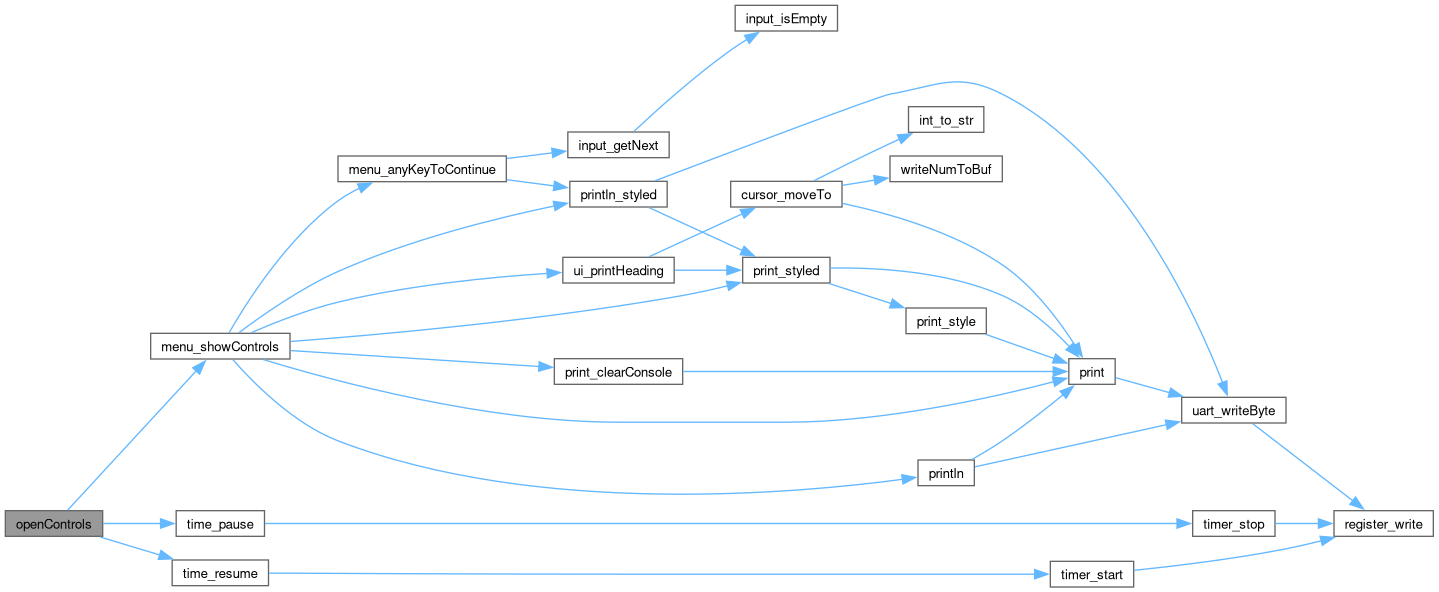 input_isEmpty
int_to_str
input_getNext
menu_anyKeyToContinue
writeNumToBuf
println_styled
cursor_moveTo
ui_printHeading
print_styled
print_style
menu_showControls
print_clearConsole
print
uart_writeByte
println
openControls
time_pause
timer_stop
register_write
time_resume
timer_start